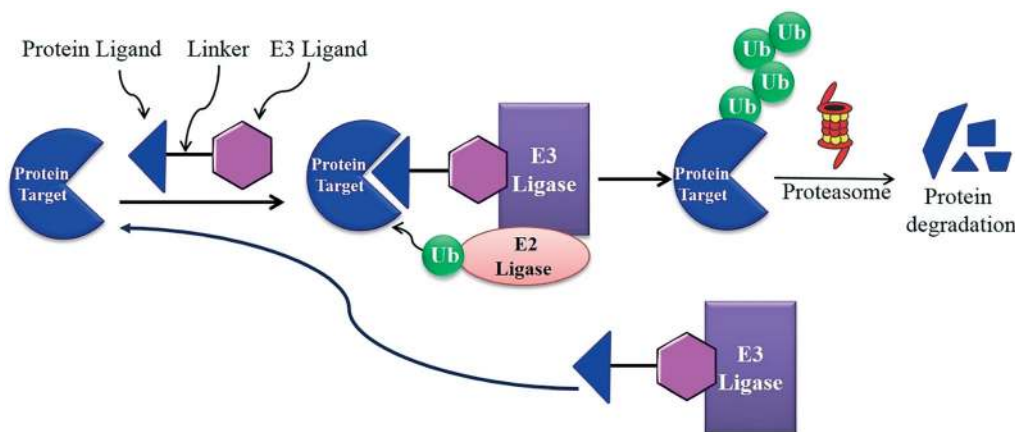 Protein Ligand Linker E3 Ligand
Protein
Target
Protein
Target
E3
Ligase
Ub
E2
Ligase
Ub
Ub
Ub
Ub
Protein
Target
Proteasome
Protein
degradation
E3
Ligase